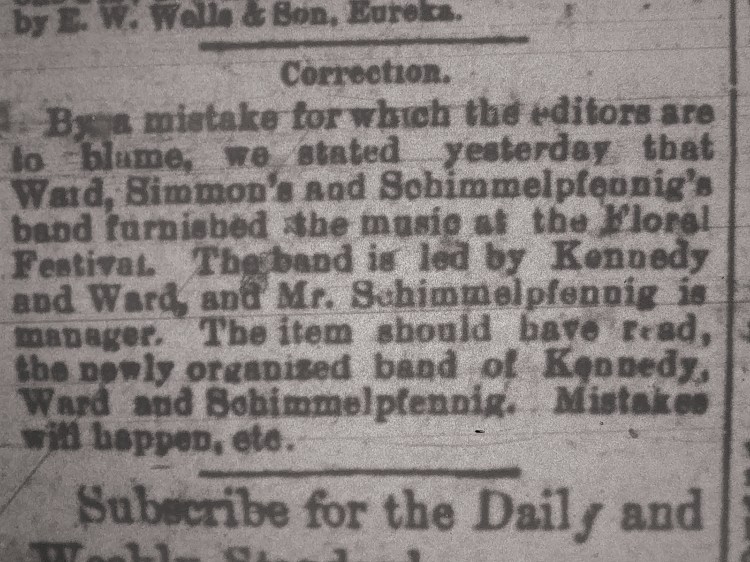 by E. W. Wells & Son, Eureka.
Correction.
By a mistake for which the editors are
to blame, we stated yesterday that
Ward, Simmon's and Schimmelpfennig's
band furnished the music at the Floral
Festival. The band is led by Kennedy
and Ward, and Mr. Schimmelpfennig is
manager. The item should have read,
the newly organized band of Kennedy,
Ward and Schimmelpfennig. Mistakes
will happen, etc.
Subscribe for the Daily and
Weekly Standard